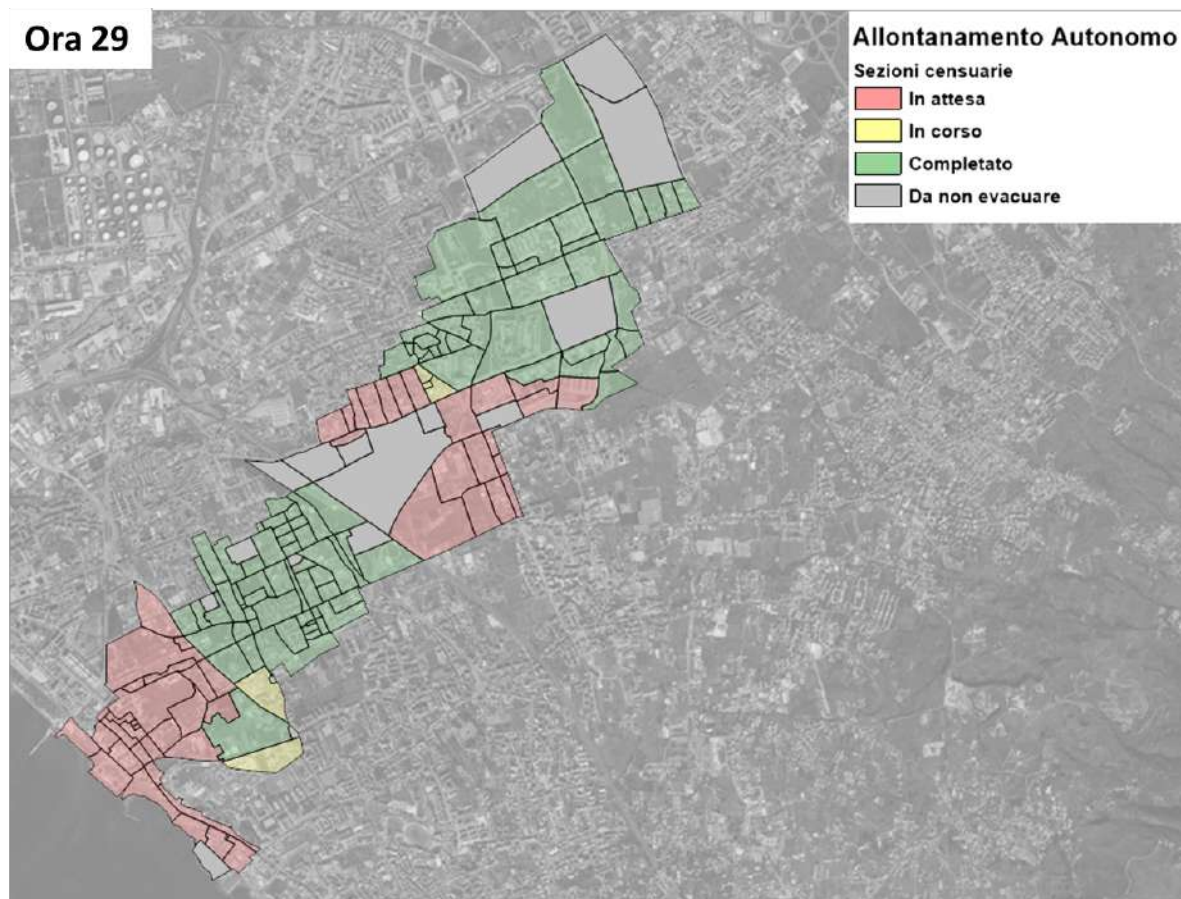 Ora 29
Allontanamento Autonomo
Sezioni censuarie
In attesa
In corso
Completato
Da non evacuare